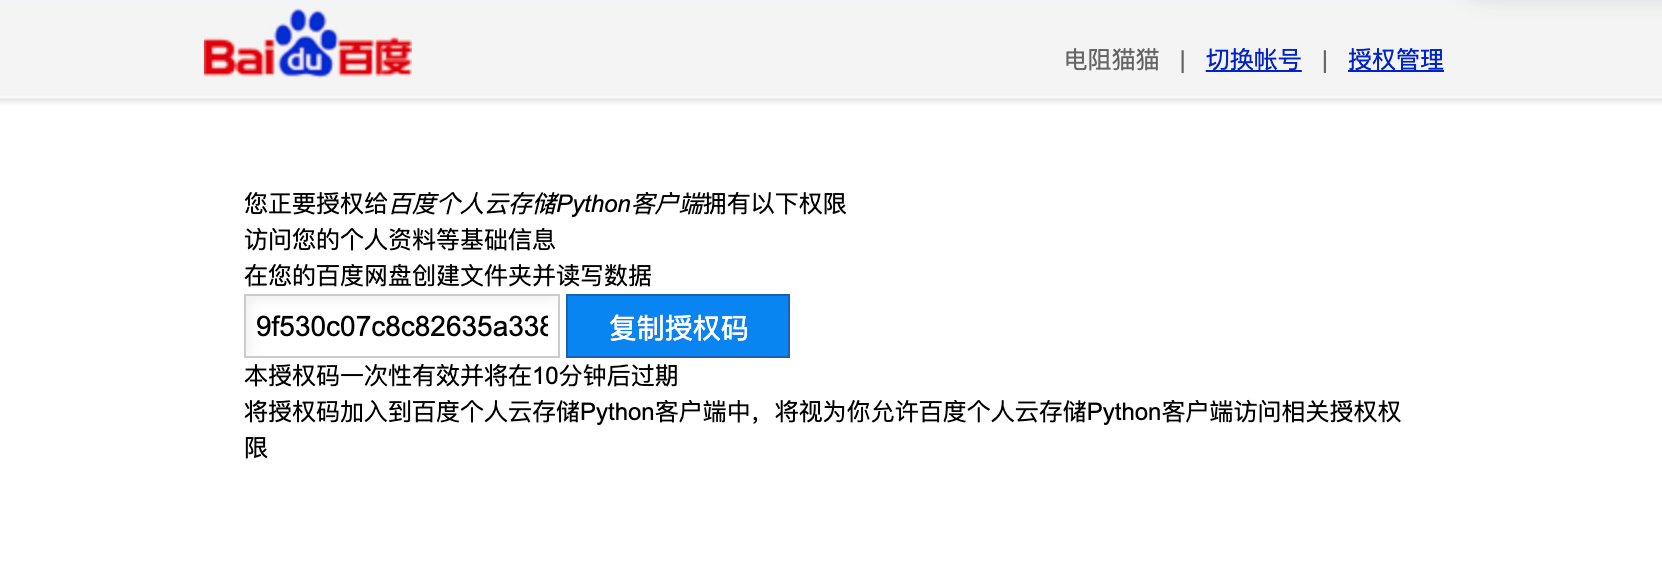 Bai du 百度
电阻猫猫 | 切换帐号 | 授权管理
您正要授权给百度个人云存储Python客户端拥有以下权限
访问您的个人资料等基础信息
在您的百度网盘创建文件夹并读写数据
9f530c07c8c82635a338 复制授权码
本授权码一次性有效并将在10分钟后过期
将授权码加入到百度个人云存储Python客户端中，将视为你允许百度个人云存储Python客户端访问相关授权权
限